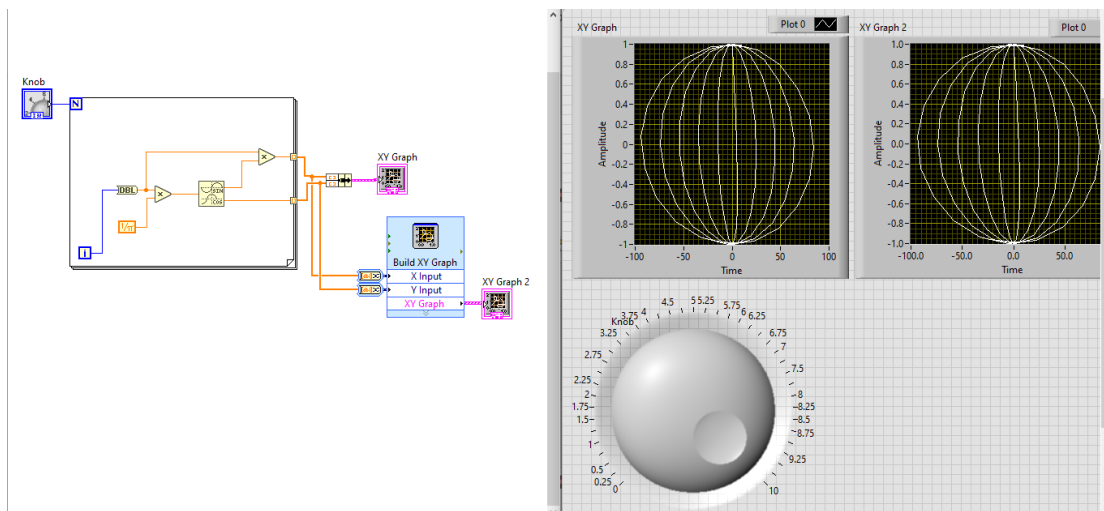 Knob
N
DBL
1/π
i
SIN
COS
XY Graph
Build XY Graph
X Input
Y Input
XY Graph
XY Graph 2
XY Graph
Plot 0
1
0.8
0.6
0.4
0.2
0
-0.2
-0.4
-0.6
-0.8
-1
Amplitude
-100 -50 0 50 100
Time
XY Graph 2
Plot 0
1.0
0.8
0.6
0.4
0.2
0.0
-0.2
-0.4
-0.6
-0.8
-1.0
Amplitude
-100.0 -50.0 0.0 50.0
Time
Knob
0
0.25
0.5
1
1.5
1.75
2
2.25
2.75
3.25
3.75
4
4.5
5
5.25
5.75
6
6.25
6.75
7
7.5
8
8.25
8.5
8.75
9.25
10